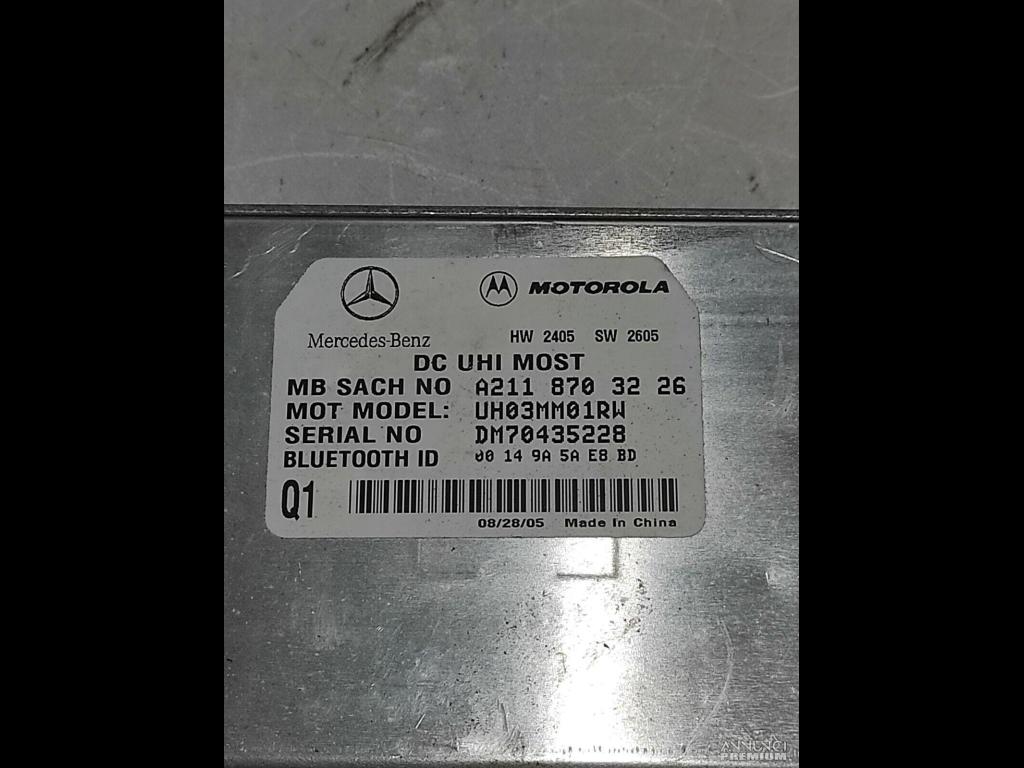 MOTOROLA
Mercedes-Benz
HW 2405 SW 2605
DC UHI MOST
MB SACH NO A211 870 32 26
MOT MODEL: UH03MM01RW
SERIAL NO DM70435228
BLUETOOTH ID 00 14 9A 5A E8 BD
Q1
08/28/05 Made In China
ANNUNCI
PREMIUM